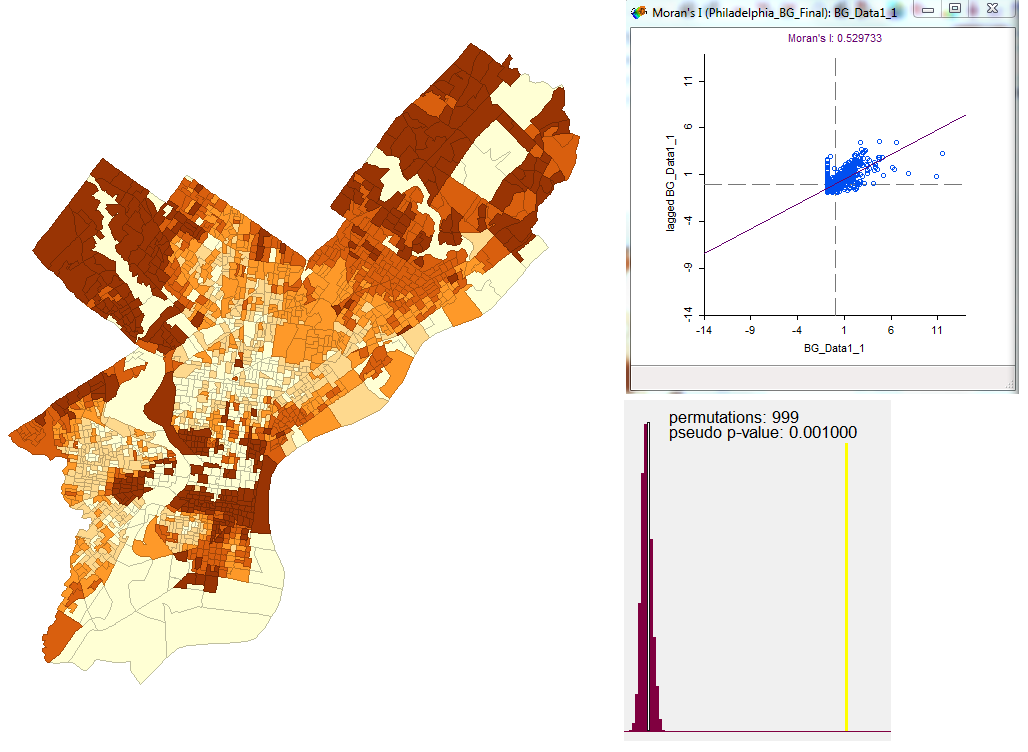 Moran's I (Philadelphia_BG_Final): BG_Data1_1
Moran's I: 0.529733
11
6
1
-4
-9
-14
lagged BG_Data1_1
-14 -9 -4 1 6 11
BG_Data1_1
permutations: 999
pseudo p-value: 0.001000